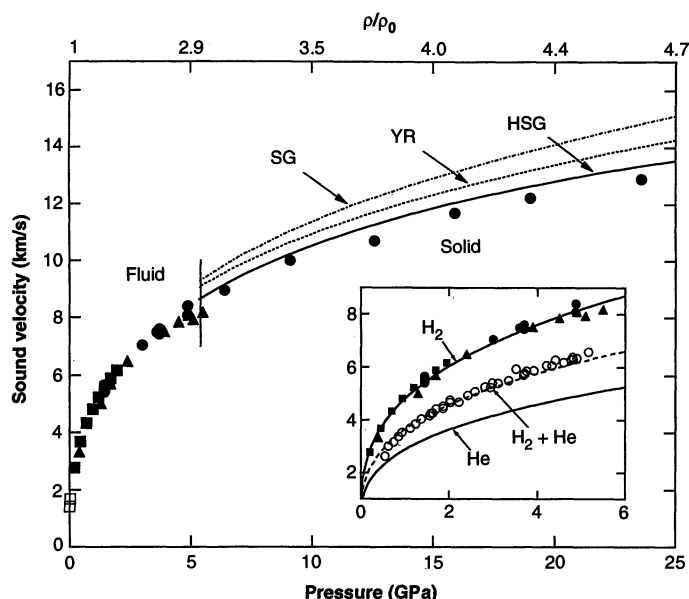 ρ/ρ0
1 2.9 3.5 4.0 4.4 4.7
16
14
12
10
8
6
4
2
0
Sound velocity (km/s)
SG
YR
HSG
Fluid
Solid
8
6
4
2
H2
H2 + He
He
0 2 4 6
0 5 10 15 20 25
Pressure (GPa)